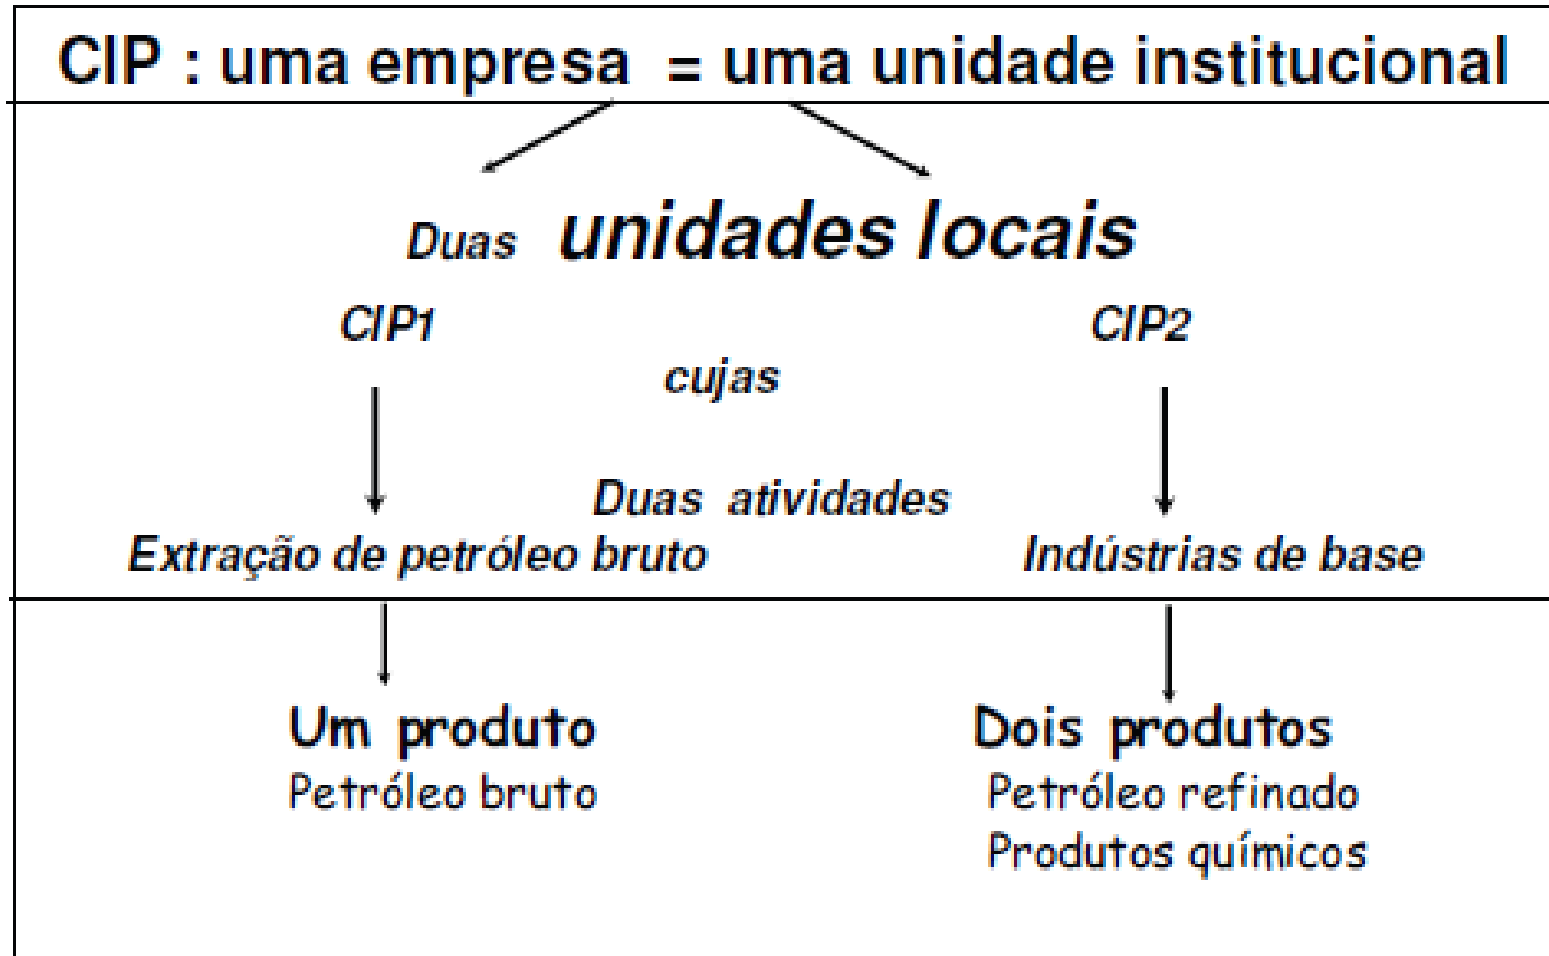 CIP : uma empresa = uma unidade institucional
Duas unidades locais
CIP1 CIP2
cujas
Duas atividades
Extração de petróleo bruto Indústrias de base
Um produto Dois produtos
Petróleo bruto Petróleo refinado
Produtos químicos